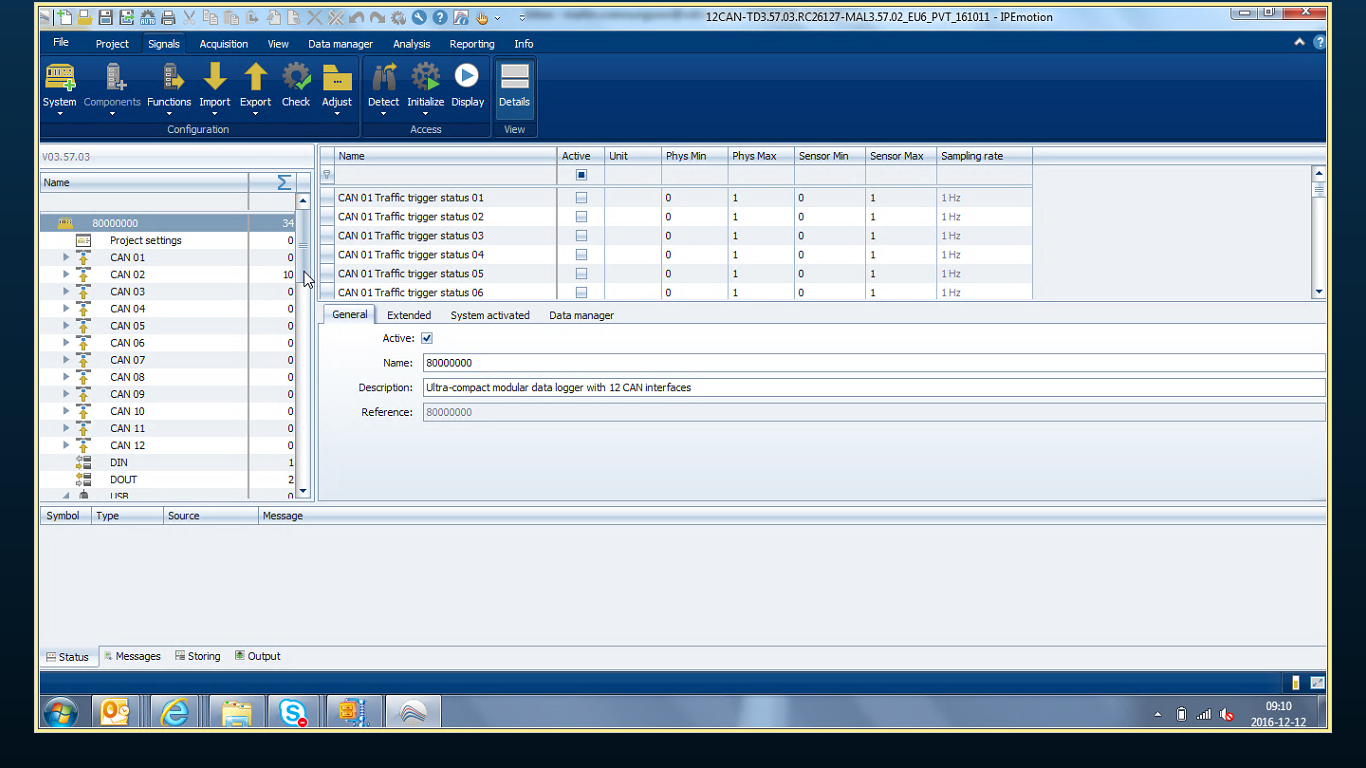 12CAN-TD3.57.03.RC26127-MAL3.57.02_EU6_PVT_161011 - IPEmotion
File Project Signals Acquisition View Data manager Analysis Reporting Info
System Components Functions Import Export Check Adjust Detect Initialize Display Details
Configuration Access View
V03.57.03
Name Σ
80000000 34
Project settings 0
CAN 01 0
CAN 02 10
CAN 03 0
CAN 04 0
CAN 05 0
CAN 06 0
CAN 07 0
CAN 08 0
CAN 09 0
CAN 10 0
CAN 11 0
CAN 12 0
DIN 1
DOUT 2
USB 0
Name Active Unit Phys Min Phys Max Sensor Min Sensor Max Sampling rate
CAN 01 Traffic trigger status 01 0 1 0 1 1 Hz
CAN 01 Traffic trigger status 02 0 1 0 1 1 Hz
CAN 01 Traffic trigger status 03 0 1 0 1 1 Hz
CAN 01 Traffic trigger status 04 0 1 0 1 1 Hz
CAN 01 Traffic trigger status 05 0 1 0 1 1 Hz
CAN 01 Traffic trigger status 06 0 1 0 1 1 Hz
General Extended System activated Data manager
Active:
Name: 80000000
Description: Ultra-compact modular data logger with 12 CAN interfaces
Reference: 80000000
Symbol Type Source Message
Status Messages Storing Output
09:10
2016-12-12